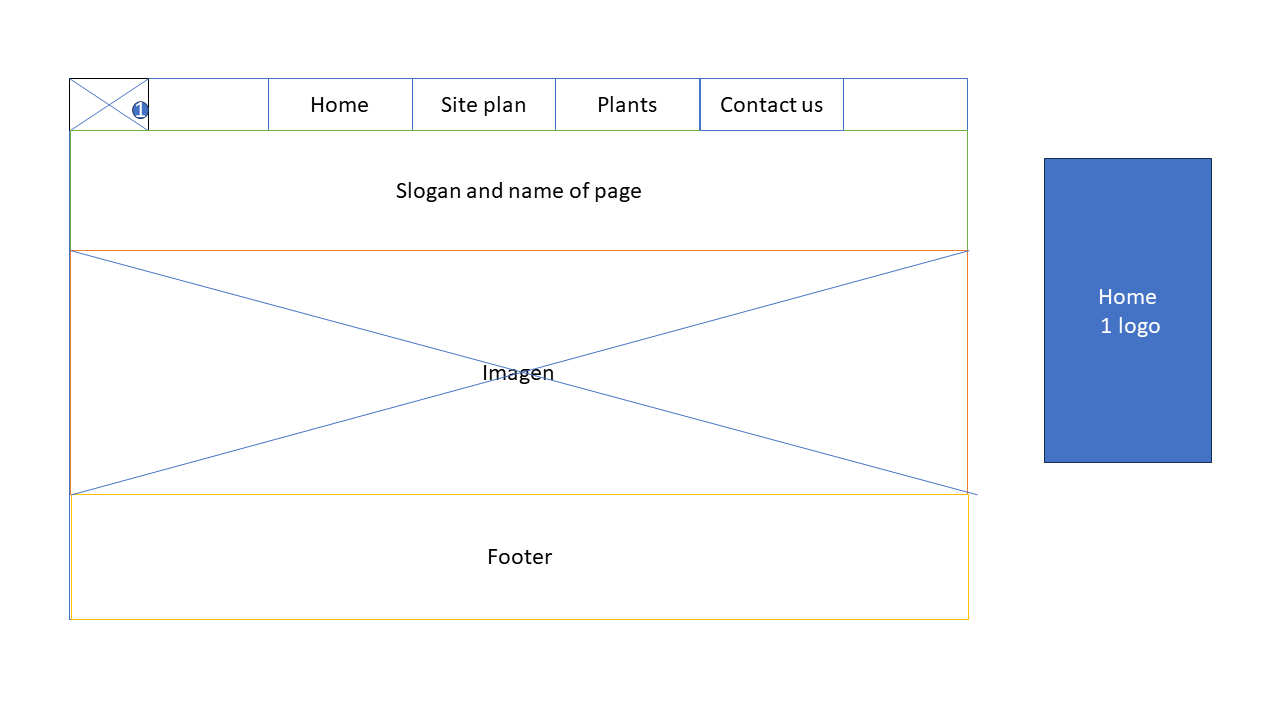 1
Home
Site plan
Plants
Contact us
Slogan and name of page
Imagen
Footer
Home
1 logo